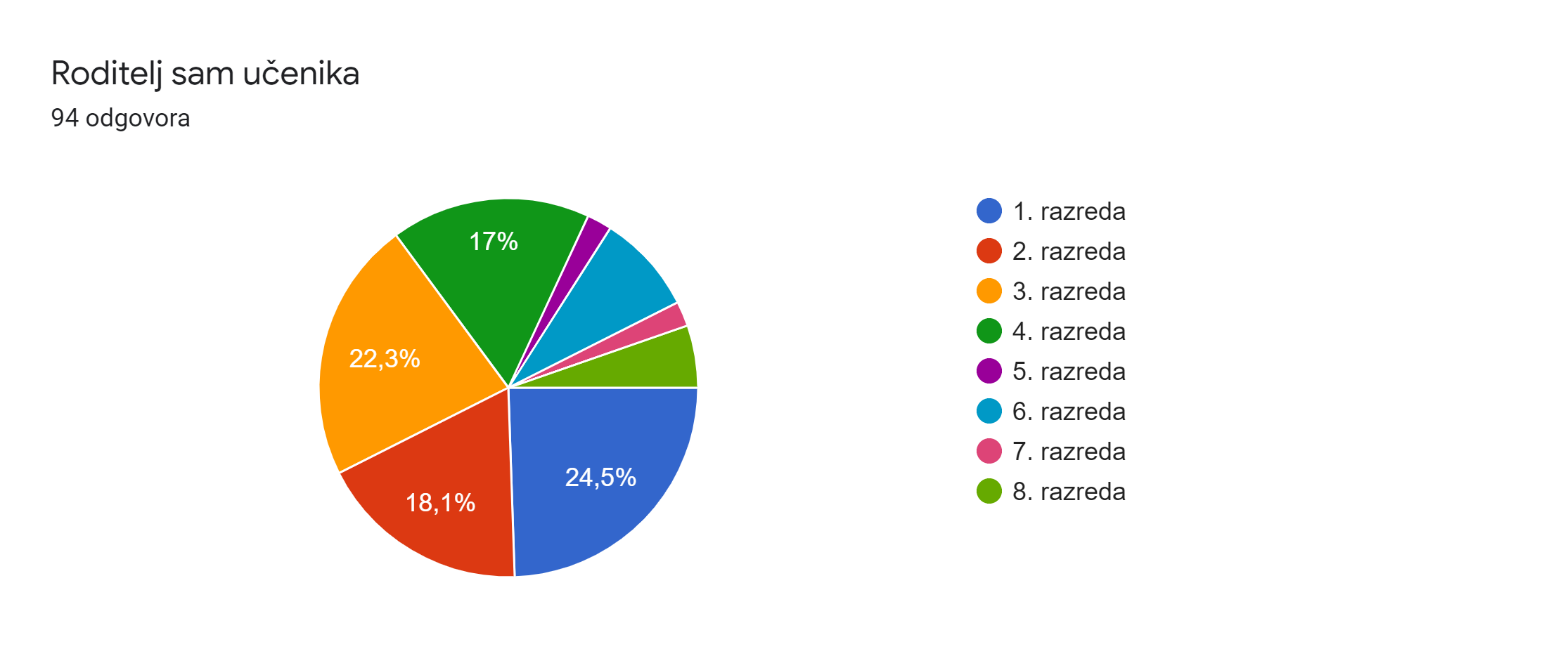 Roditelj sam učenika
94 odgovora
17%
22,3%
18,1%
24,5%
1. razreda
2. razreda
3. razreda
4. razreda
5. razreda
6. razreda
7. razreda
8. razreda